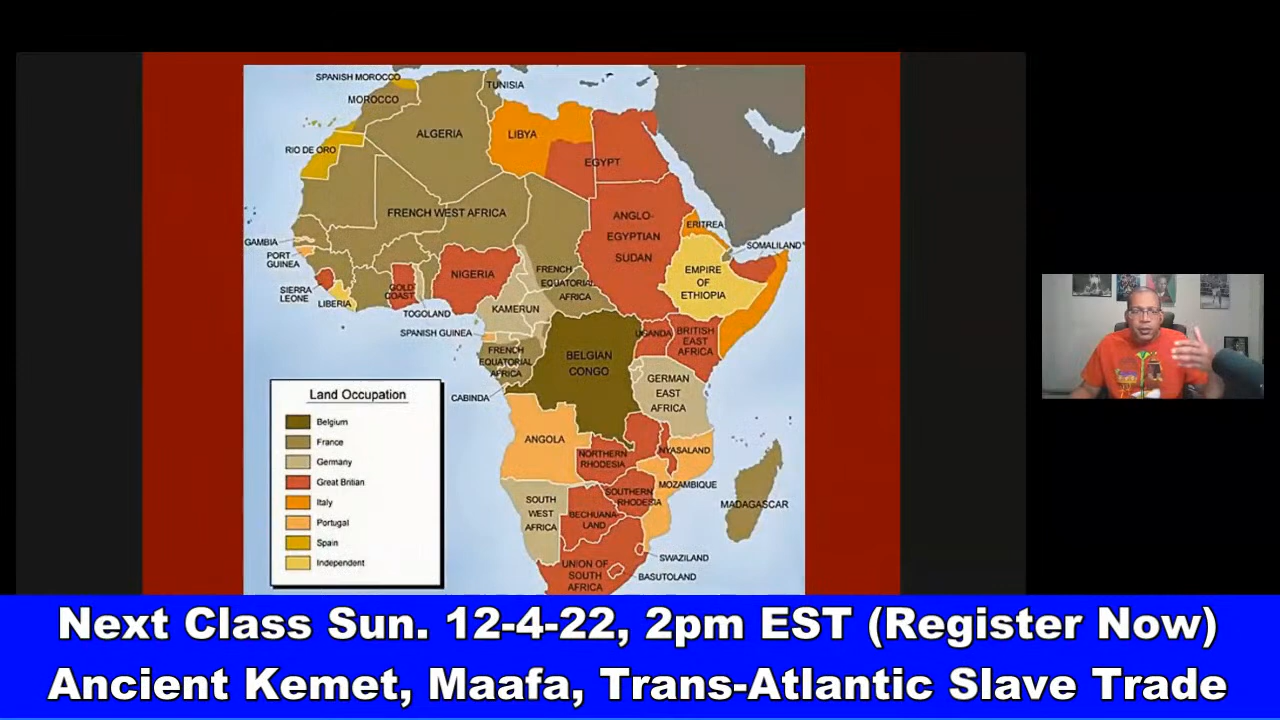 SPANISH MOROCCO
TUNISIA
MOROCCO
ALGERIA
LIBYA
RIO DE ORO
EGYPT
FRENCH WEST AFRICA
ANGLO-
EGYPTIAN
SUDAN
ERITREA
GAMBIA
SOMALILAND
PORT
GUINEA
NIGERIA
FRENCH
EQUATORIAL
AFRICA
EMPIRE
OF
ETHIOPIA
SIERRA
LEONE
LIBERIA
GOLD
COAST
TOGOLAND
KAMERUN
SPANISH GUINEA
UGANDA
BRITISH
EAST
AFRICA
FRENCH
EQUATORIAL
AFRICA
BELGIAN
CONGO
GERMAN
EAST
AFRICA
CABINDA
Land Occupation
Belgium
France
Germany
Great Britian
Italy
Portugal
Spain
Independent
ANGOLA
NORTHERN
RHODESIA
NYASALAND
MOZAMBIQUE
SOUTHERN
RHODESIA
MADAGASCAR
SOUTH
WEST
AFRICA
BECHUANA-
LAND
SWAZILAND
UNION OF
SOUTH
AFRICA
BASUTOLAND
Next Class Sun. 12-4-22, 2pm EST (Register Now)
Ancient Kemet, Maafa, Trans-Atlantic Slave Trade